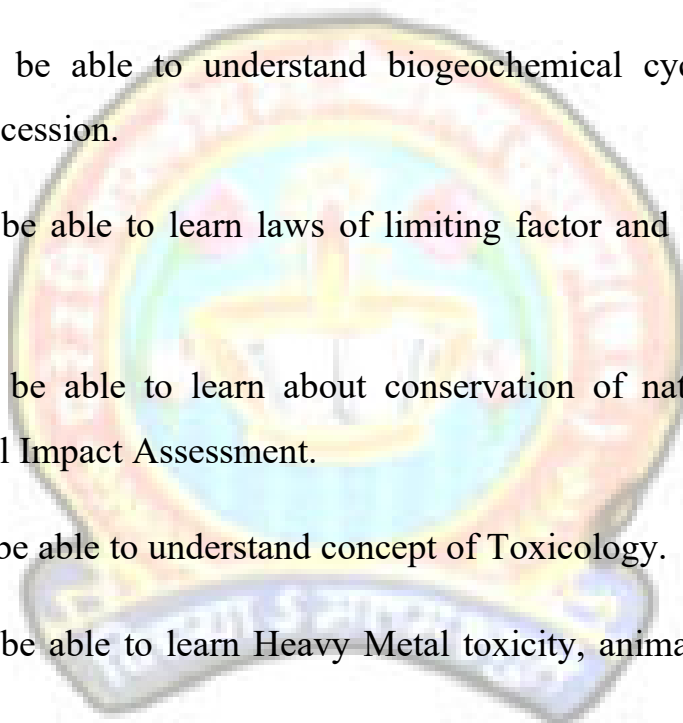 be able to understand biogeochemical cyc
cession.
be able to learn laws of limiting factor and
be able to learn about conservation of nat
l Impact Assessment.
be able to understand concept of Toxicology.
be able to learn Heavy Metal toxicity, anima